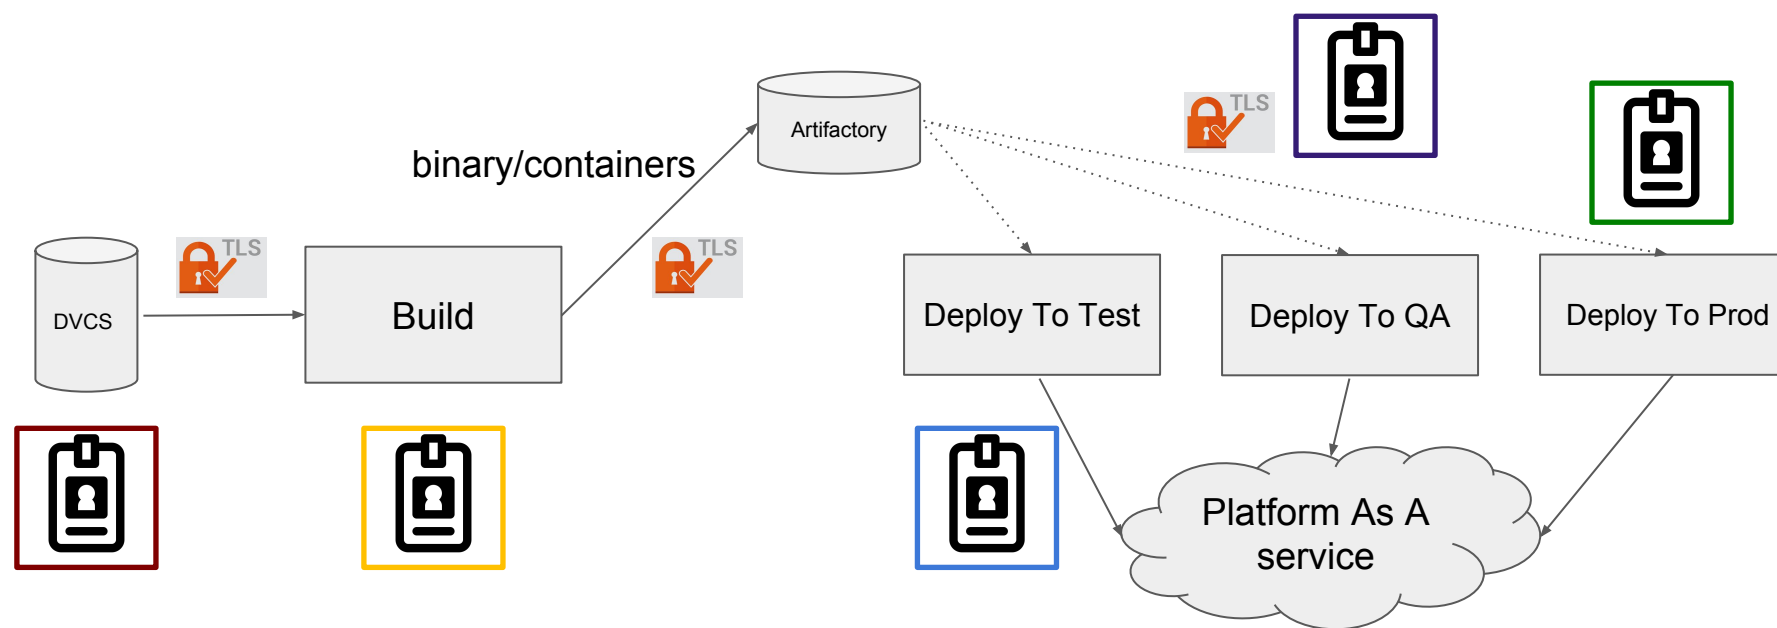 TLS
Artifactory
binary/containers
TLS
TLS
DVCS
Build
Deploy To Test
Deploy To QA
Deploy To Prod
Platform As A
service